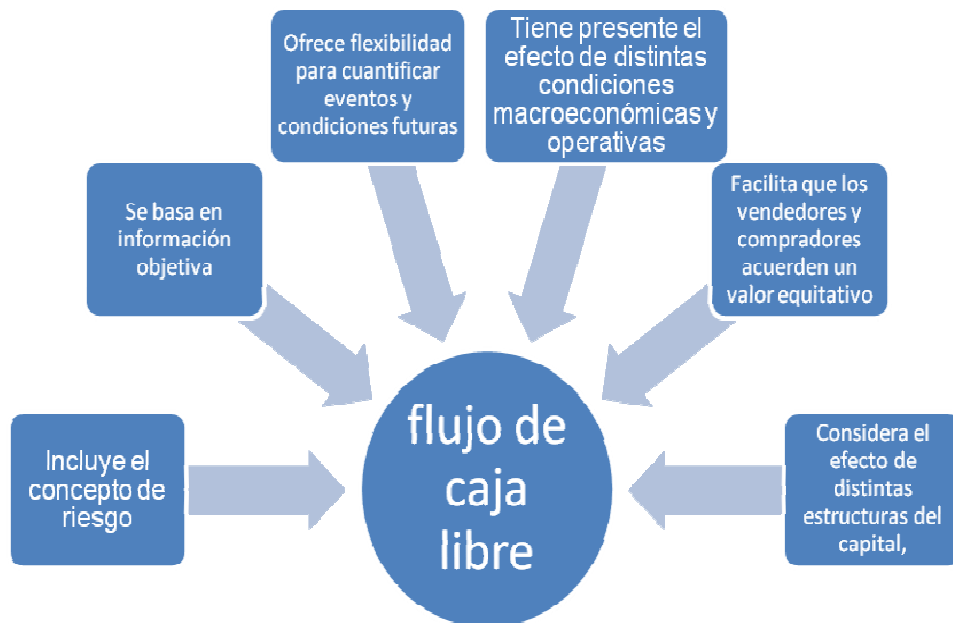 Incluye el
concepto de
riesgo
Se basa en
información
objetiva
Ofrece flexibilidad
para cuantificar
eventos y
condiciones futuras
Tiene presente el
efecto de distintas
condiciones
macroeconómicas y
operativas
Facilita que los
vendedores y
compradores
acuerden un
valor equitativo
Considera el
efecto de
distintas
estructuras del
capital,
flujo de
caja
libre